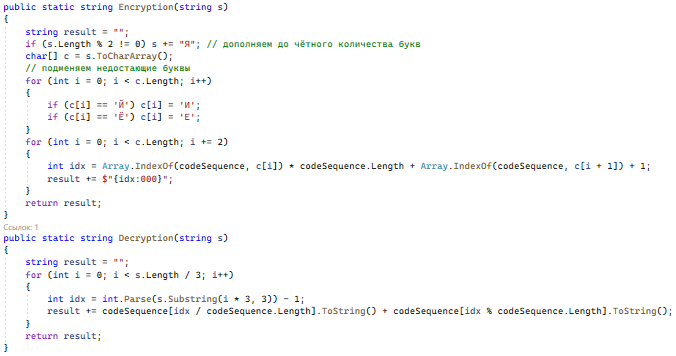 public static string Encryption(string s)
{
    string result = "";
    if (s.Length % 2 != 0) s += "Я"; // дополняем до чётного количества букв
    char[] c = s.ToCharArray();
    // подменяем недостающие буквы
    for (int i = 0; i < c.Length; i++)
    {
        if (c[i] == 'Й') c[i] = 'И';
        if (c[i] == 'Ё') c[i] = 'Е';
    }
    for (int i = 0; i < c.Length; i += 2)
    {
        int idx = Array.IndexOf(codeSequence, c[i]) * codeSequence.Length + Array.IndexOf(codeSequence, c[i + 1]) + 1;
        result += $"{idx:000}";
    }
    return result;
}
Ссылок: 1
public static string Decryption(string s)
{
    string result = "";
    for (int i = 0; i < s.Length / 3; i++)
    {
        int idx = int.Parse(s.Substring(i * 3, 3)) - 1;
        result += codeSequence[idx / codeSequence.Length].ToString() + codeSequence[idx % codeSequence.Length].ToString();
    }
    return result;
}